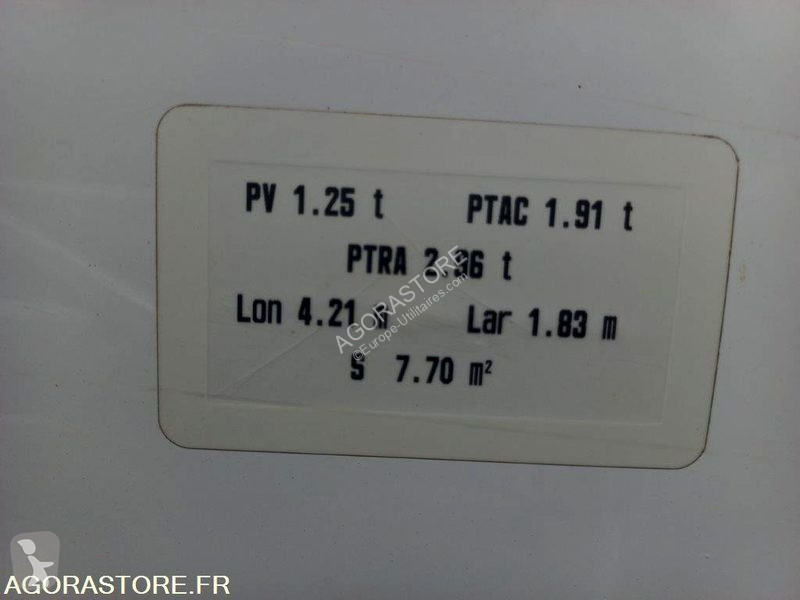 PV 1.25 t PTAC 1.91 t
PTRA t
Lon 4.21 m Lar 1.83 m
S 7.70 m²
AGORASTORE
©Europe-Utilitaires.com
AGORASTORE.FR